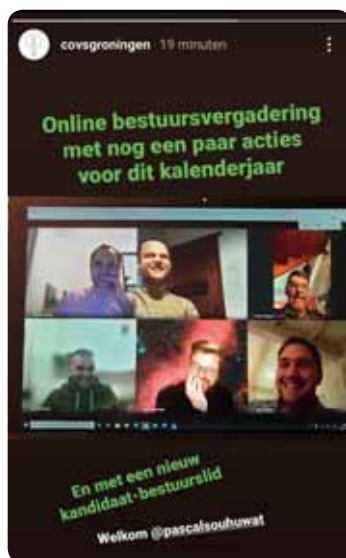 covsgroningen 19 minuten
Online bestuursvergadering
met nog een paar acties
voor dit kalenderjaar
En met een nieuw
kandidaat-bestuurslid
Welkom @pascalsouhuwat